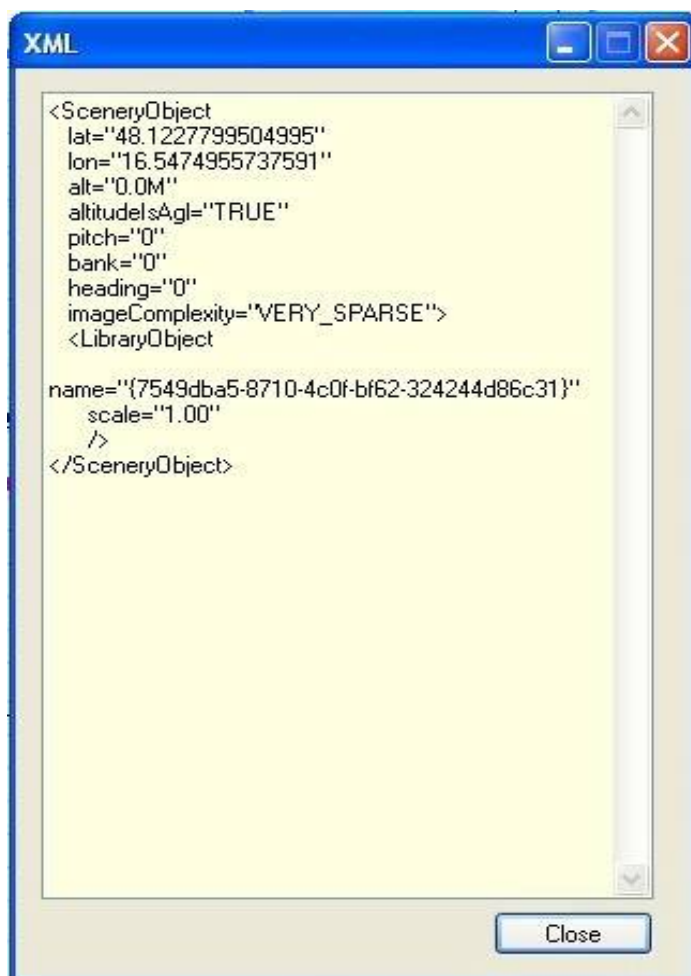 XML
<SceneryObject
lat="48.1227799504995"
lon="16.5474955737591"
alt="0.0M"
altitudeIsAgl="TRUE"
pitch="0"
bank="0"
heading="0"
imageComplexity="VERY_SPARSE">
<LibraryObject
name="{7549dba5-8710-4c0f-bf62-324244d86c31}"
scale="1.00"
/>
</SceneryObject>
Close